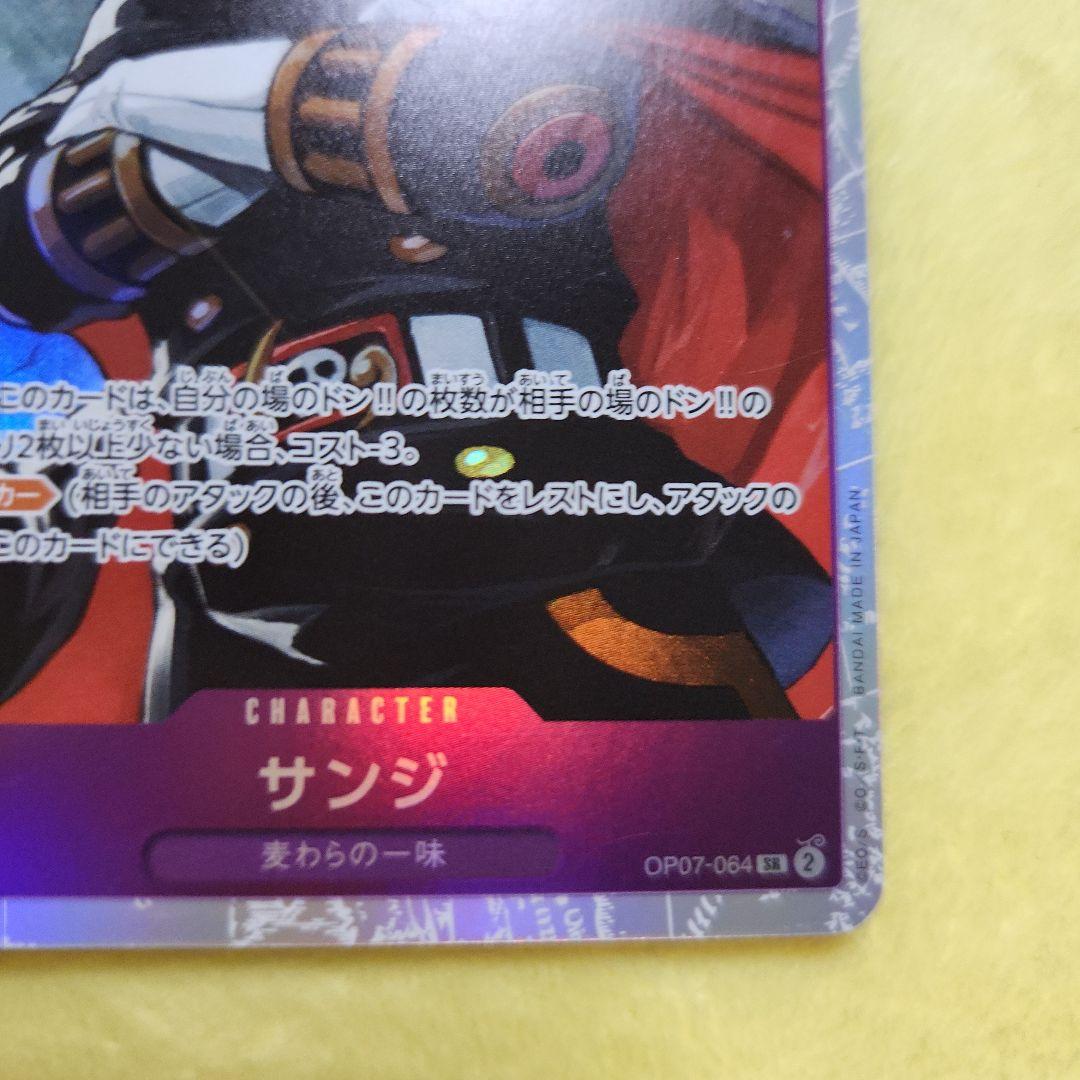 このカードは、自分の場のドン!!の枚数が相手の場のドン!!の
り2枚以上少ない場合、コスト-3。
カー (相手のアタックの後、このカードをレストにし、アタックの
このカードにできる)
CHARACTER
サンジ
麦わらの一味
OP07-064 SR 2
©EO/S. ©O/S・F・T BANDAI MADE IN JAPAN